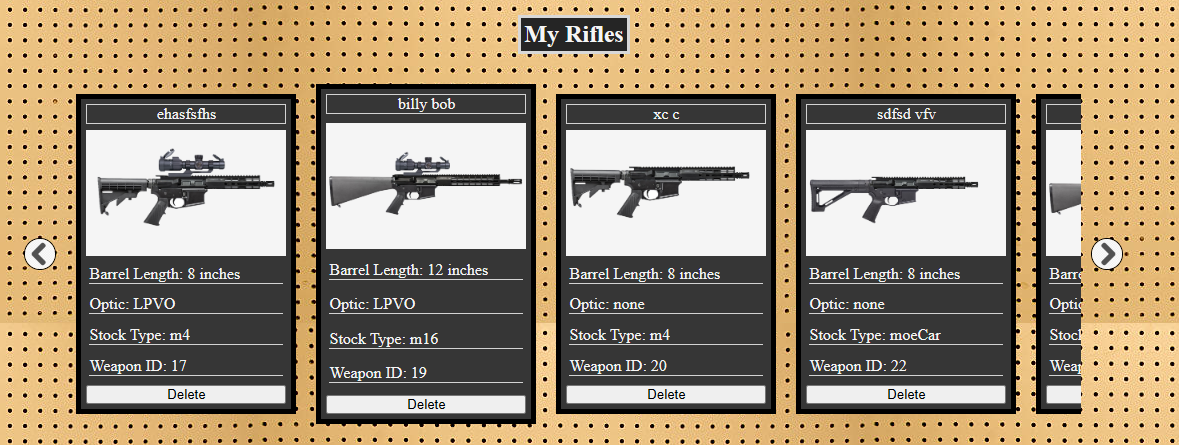 My Rifles
ehasfsfhs
Barrel Length: 8 inches
Optic: LPVO
Stock Type: m4
Weapon ID: 17
Delete
billy bob
Barrel Length: 12 inches
Optic: LPVO
Stock Type: m16
Weapon ID: 19
Delete
xc c
Barrel Length: 8 inches
Optic: none
Stock Type: m4
Weapon ID: 20
Delete
sdfsd vfv
Barrel Length: 8 inches
Optic: none
Stock Type: moeCar
Weapon ID: 22
Delete